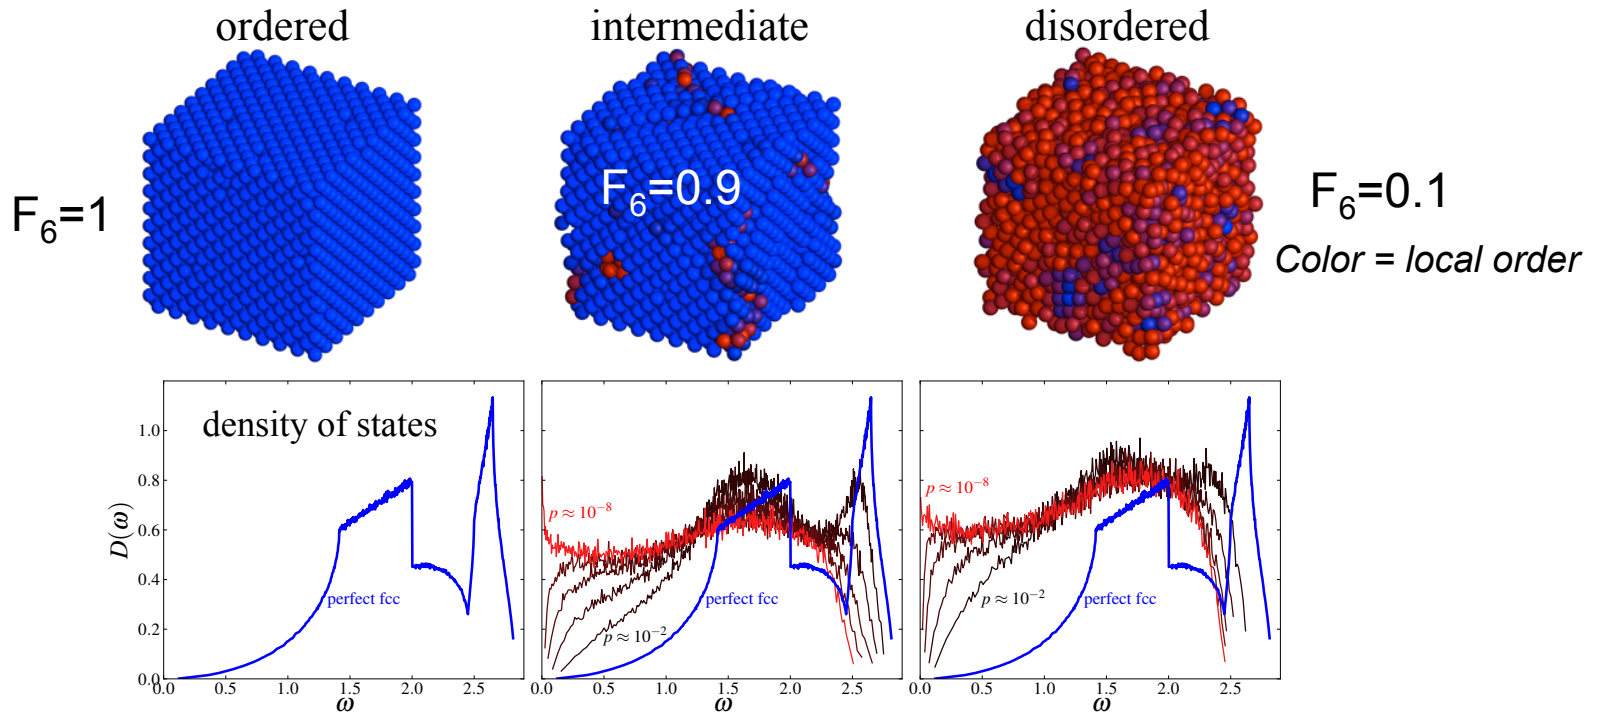 ordered
intermediate
disordered
F₆=1
F₆=0.9
F₆=0.1
Color = local order
density of states
D(ω)
1.0
0.8
0.6
0.4
0.2
0.0
perfect fcc
0.0 0.5 1.0 1.5 2.0 2.5
ω
p ≈ 10⁻⁸
p ≈ 10⁻²
perfect fcc
0.0 0.5 1.0 1.5 2.0 2.5
ω
p ≈ 10⁻⁸
p ≈ 10⁻²
perfect fcc
0.0 0.5 1.0 1.5 2.0 2.5
ω